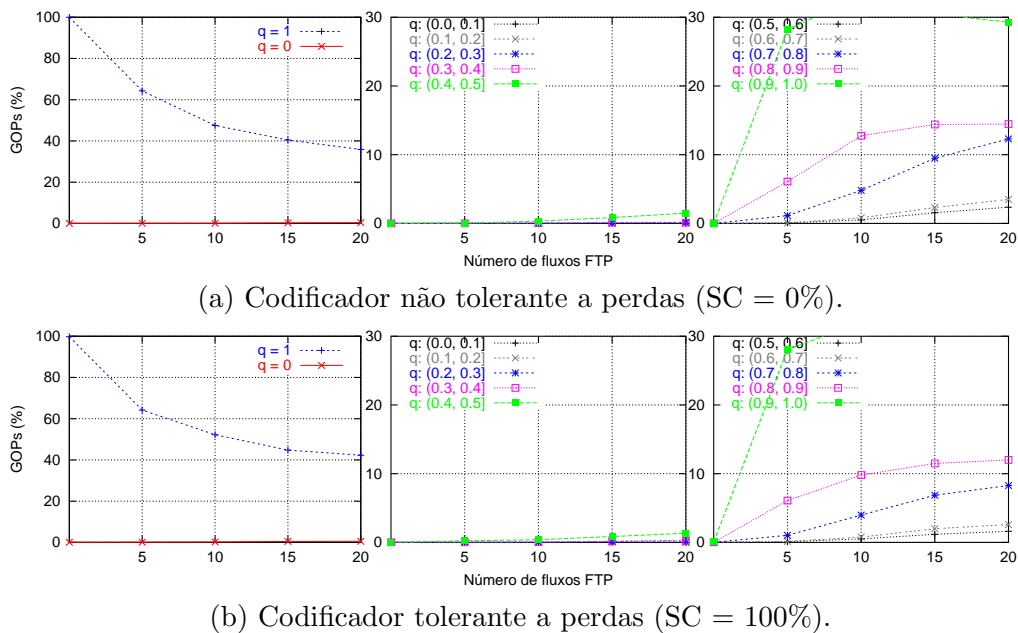 100
80
60
40
20
0
GOPs (%)
q = 1
q = 0
5 10 15 20
30
20
10
0
q: (0.0, 0.1]
q: (0.1, 0.2]
q: (0.2, 0.3]
q: (0.3, 0.4]
q: (0.4, 0.5]
5 10 15 20
Número de fluxos FTP
30
20
10
0
q: (0.5, 0.6]
q: (0.6, 0.7]
q: (0.7, 0.8]
q: (0.8, 0.9]
q: (0.9, 1.0)
5 10 15 20
(a) Codificador não tolerante a perdas (SC = 0%).
100
80
60
40
20
0
GOPs (%)
q = 1
q = 0
5 10 15 20
30
20
10
0
q: (0.0, 0.1]
q: (0.1, 0.2]
q: (0.2, 0.3]
q: (0.3, 0.4]
q: (0.4, 0.5]
5 10 15 20
Número de fluxos FTP
30
20
10
0
q: (0.5, 0.6]
q: (0.6, 0.7]
q: (0.7, 0.8]
q: (0.8, 0.9]
q: (0.9, 1.0)
5 10 15 20
(b) Codificador tolerante a perdas (SC = 100%).